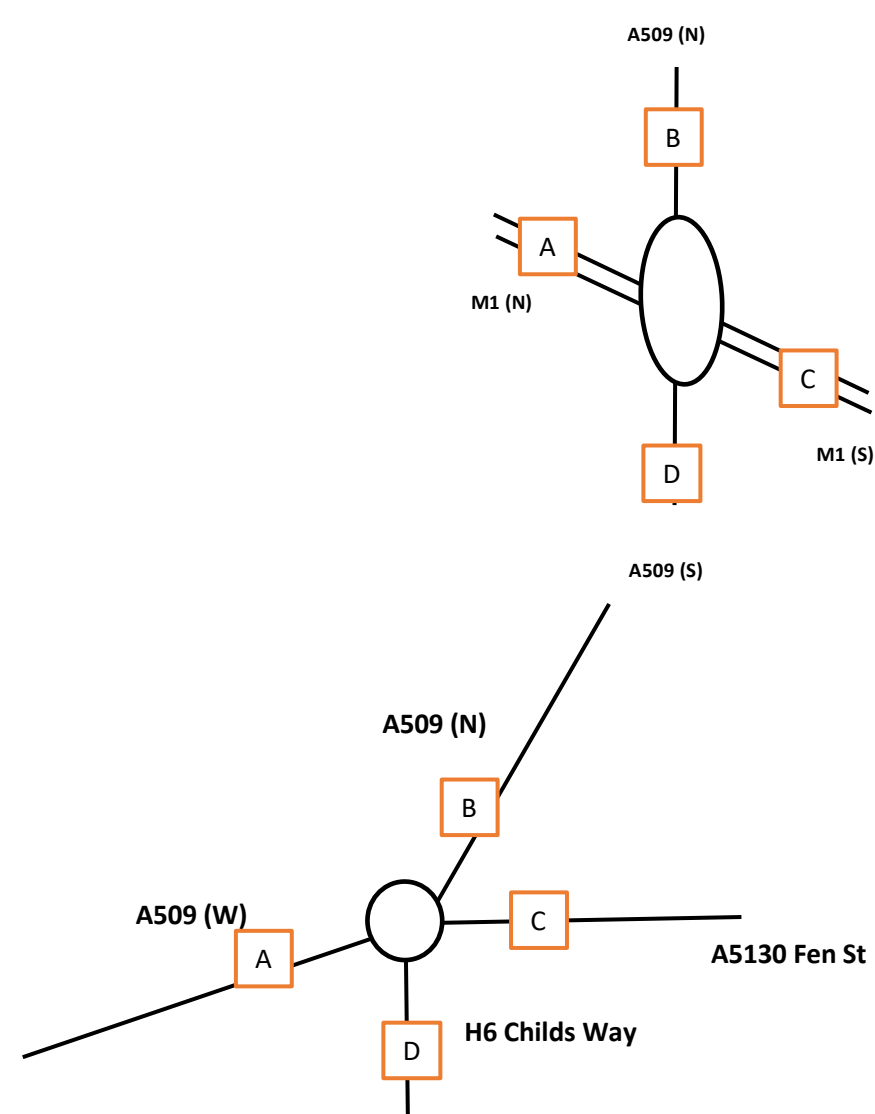 A509 (N)
B
A
M1 (N)
C
M1 (S)
D
A509 (S)
A509 (N)
B
A509 (W)
C
A
A5130 Fen St
H6 Childs Way
D